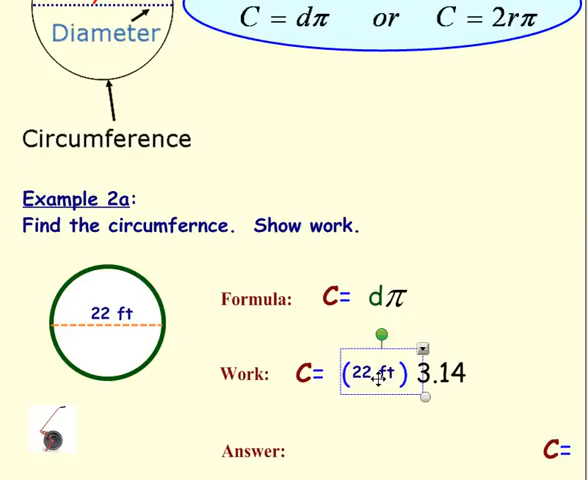 C = dπ or C = 2rπ
Diameter
Circumference
Example 2a:
Find the circumfernce. Show work.
22 ft
Formula: C= dπ
Work: C= (22 ft) 3.14
Answer: C=